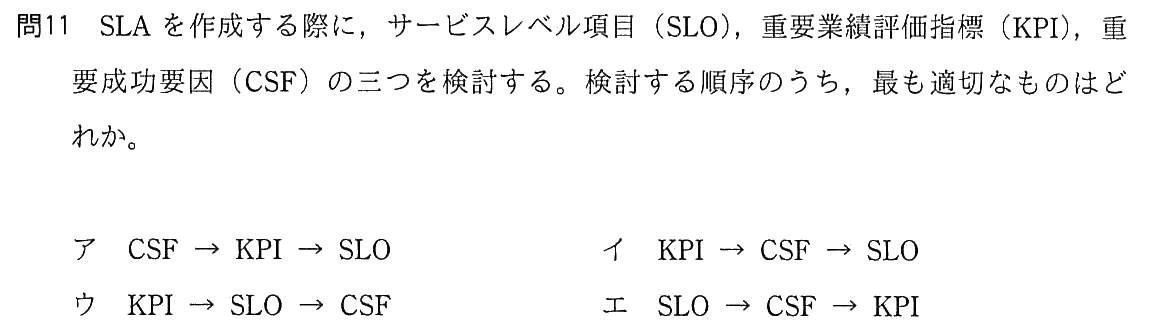 問11 SLA を作成する際に，サービスレベル項目（SLO），重要業績評価指標（KPI），重
要成功要因（CSF）の三つを検討する。検討する順序のうち，最も適切なものはど
れか。
ア CSF → KPI → SLO イ KPI → CSF → SLO
ウ KPI → SLO → CSF エ SLO → CSF → KPI